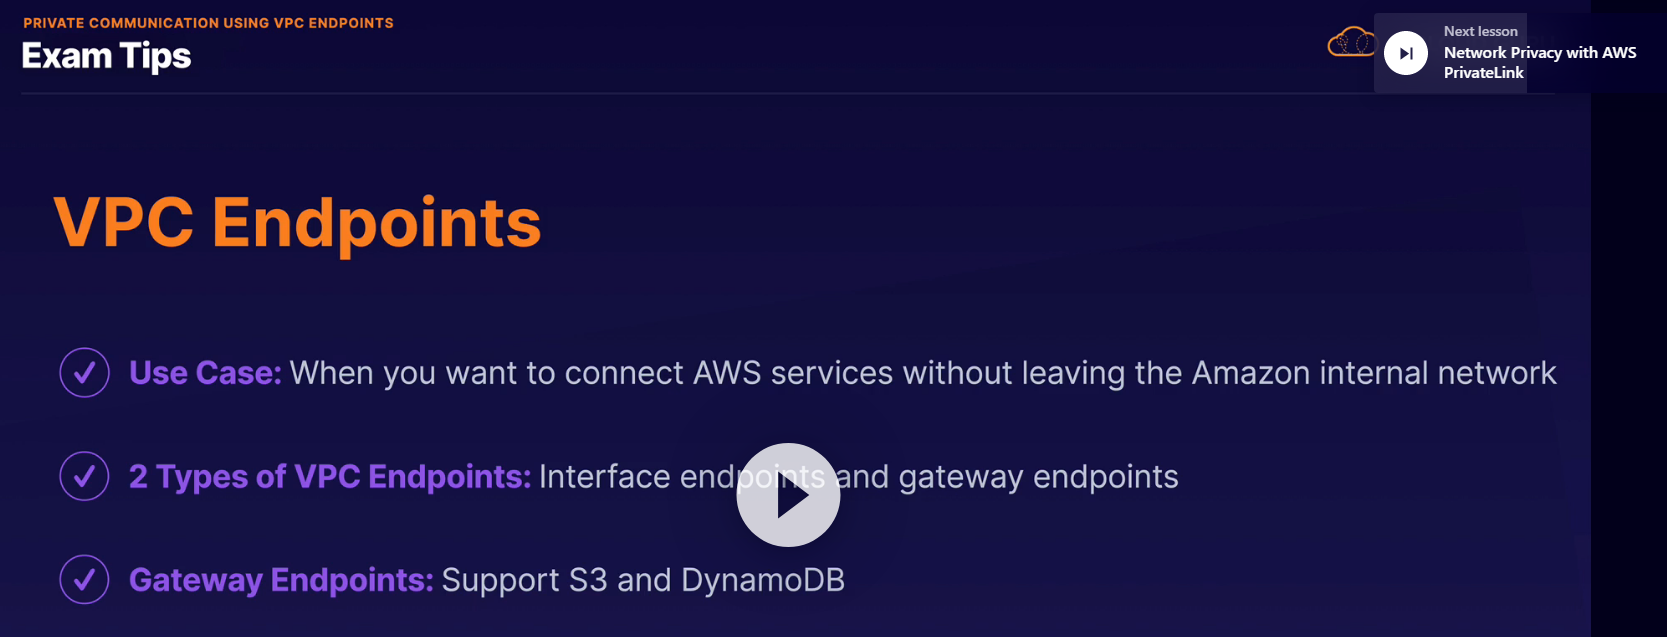 PRIVATE COMMUNICATION USING VPC ENDPOINTS
Exam Tips
Next lesson
Network Privacy with AWS
PrivateLink
VPC Endpoints
Use Case: When you want to connect AWS services without leaving the Amazon internal network
2 Types of VPC Endpoints: Interface endpoints and gateway endpoints
Gateway Endpoints: Support S3 and DynamoDB